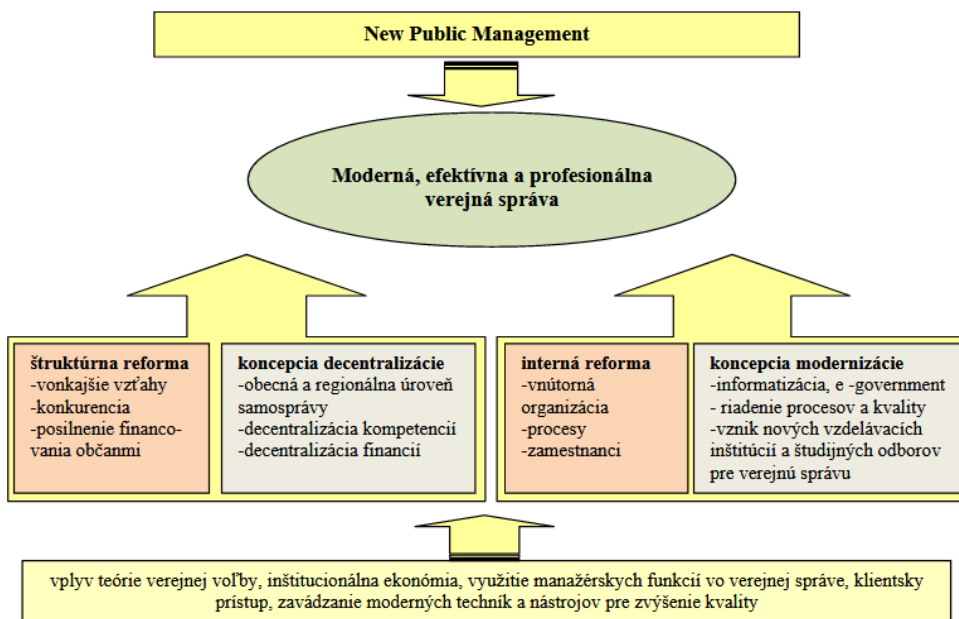 New Public Management
Moderná, efektívna a profesionálna
verejná správa
štruktúrna reforma
-vonkajšie vzťahy
-konkurencia
-posilnenie financo-
vania občanmi
koncepcia decentralizácie
-obecná a regionálna úroveň
samosprávy
-decentralizácia kompetencií
-decentralizácia financií
interná reforma
-vnútorná
organizácia
-procesy
-zamestnanci
koncepcia modernizácie
-informatizácia, e -government
- riadenie procesov a kvality
-vznik nových vzdelávacích
inštitúcií a študijných odborov
pre verejnú správu
vplyv teórie verejnej voľby, inštitucionálna ekonómia, využitie manažérskych funkcií vo verejnej správe, klientsky
prístup, zavádzanie moderných techník a nástrojov pre zvýšenie kvality